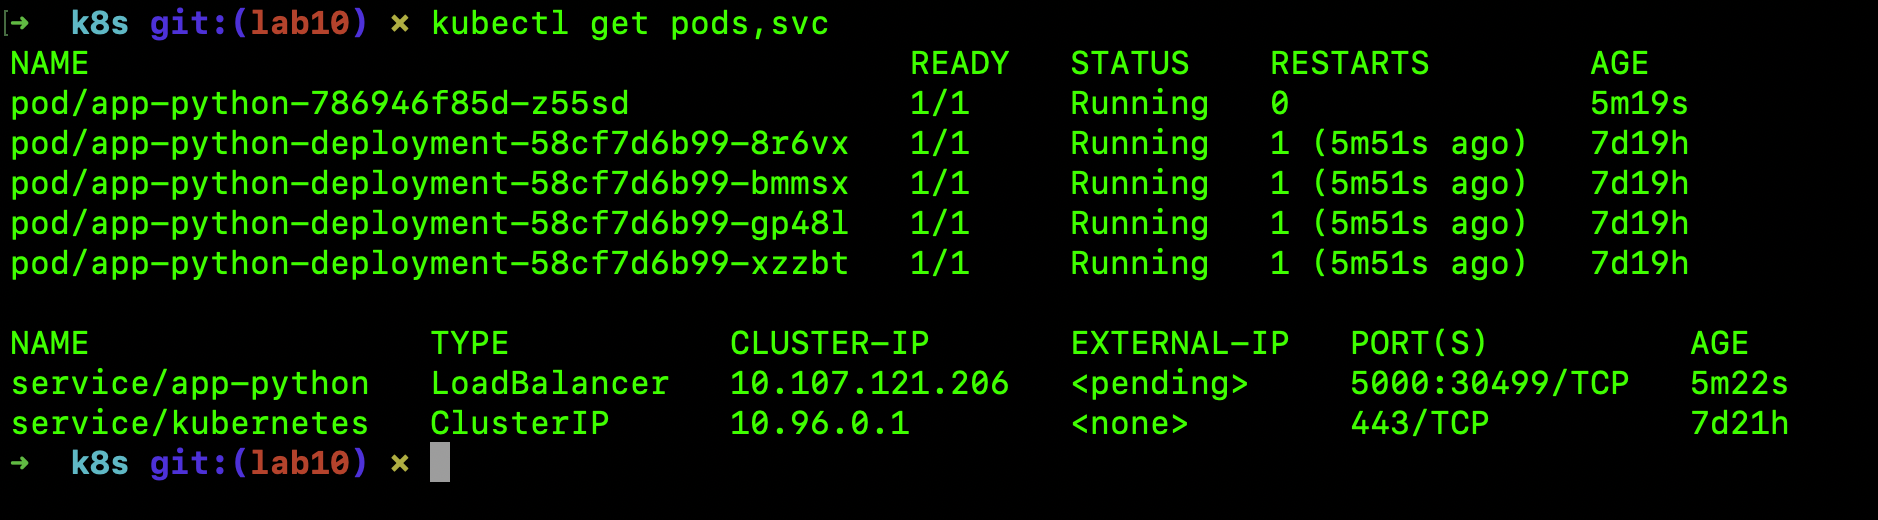 ➜  k8s git:(lab10) ✗ kubectl get pods,svc
NAME                                         READY   STATUS    RESTARTS        AGE
pod/app-python-786946f85d-z55sd              1/1     Running   0               5m19s
pod/app-python-deployment-58cf7d6b99-8r6vx   1/1     Running   1 (5m51s ago)   7d19h
pod/app-python-deployment-58cf7d6b99-bmmsx   1/1     Running   1 (5m51s ago)   7d19h
pod/app-python-deployment-58cf7d6b99-gp48l   1/1     Running   1 (5m51s ago)   7d19h
pod/app-python-deployment-58cf7d6b99-xzzbt   1/1     Running   1 (5m51s ago)   7d19h
NAME                 TYPE           CLUSTER-IP       EXTERNAL-IP   PORT(S)          AGE
service/app-python   LoadBalancer   10.107.121.206   <pending>     5000:30499/TCP   5m22s
service/kubernetes   ClusterIP      10.96.0.1        <none>        443/TCP          7d21h
➜  k8s git:(lab10) ✗